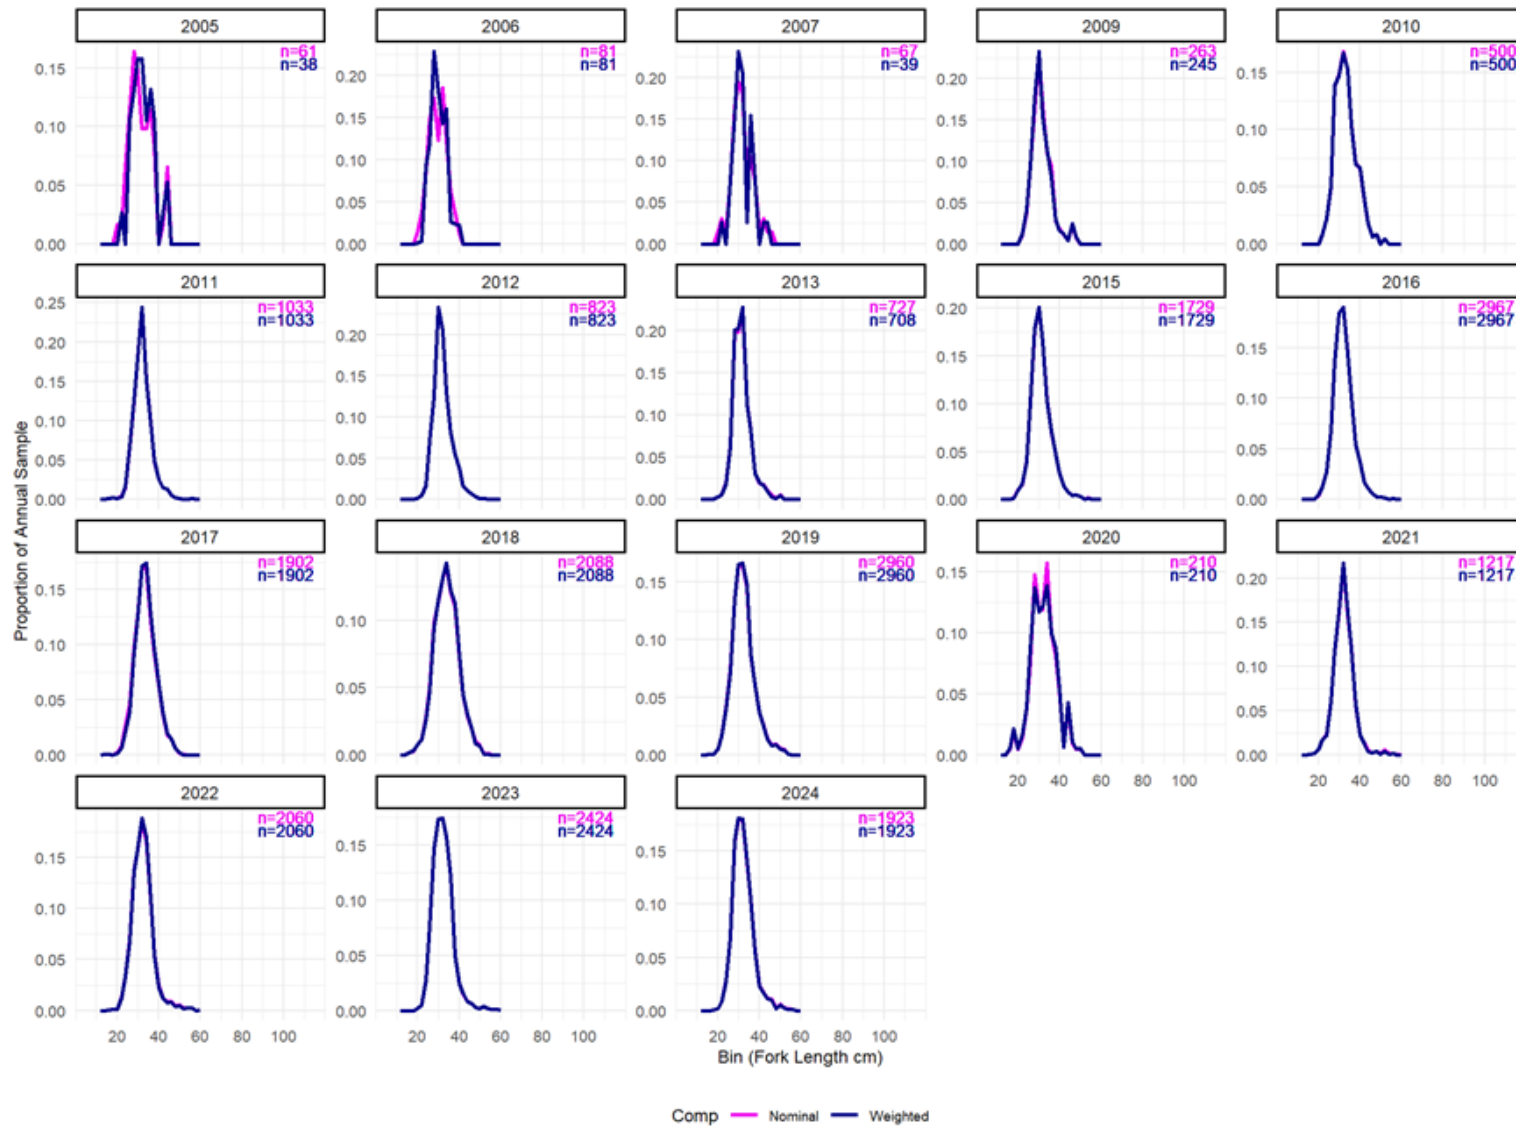 2005
2006
2007
2009
2010
n=61
n=38
n=81
n=81
n=67
n=39
n=263
n=245
n=500
n=500
0.15
0.10
0.05
0.00
0.20
0.15
0.10
0.05
0.00
0.20
0.15
0.10
0.05
0.00
0.20
0.15
0.10
0.05
0.00
0.15
0.10
0.05
0.00
2011
2012
2013
2015
2016
n=1033
n=1033
n=823
n=823
n=727
n=708
n=1729
n=1729
n=2967
n=2967
0.25
0.20
0.15
0.10
0.05
0.00
0.20
0.15
0.10
0.05
0.00
0.20
0.15
0.10
0.05
0.00
0.20
0.15
0.10
0.05
0.00
0.15
0.10
0.05
0.00
Proportion of Annual Sample
2017
2018
2019
2020
2021
n=1902
n=1902
n=2088
n=2088
n=2960
n=2960
n=210
n=210
n=1217
n=1217
0.15
0.10
0.05
0.00
0.10
0.05
0.00
0.15
0.10
0.05
0.00
0.15
0.10
0.05
0.00
0.20
0.15
0.10
0.05
0.00
20 40 60 80 100
20 40 60 80 100
2022
2023
2024
n=2060
n=2060
n=2424
n=2424
n=1923
n=1923
0.15
0.10
0.05
0.00
0.15
0.10
0.05
0.00
0.15
0.10
0.05
0.00
20 40 60 80 100
20 40 60 80 100
20 40 60 80 100
Bin (Fork Length cm)
Comp Nominal Weighted